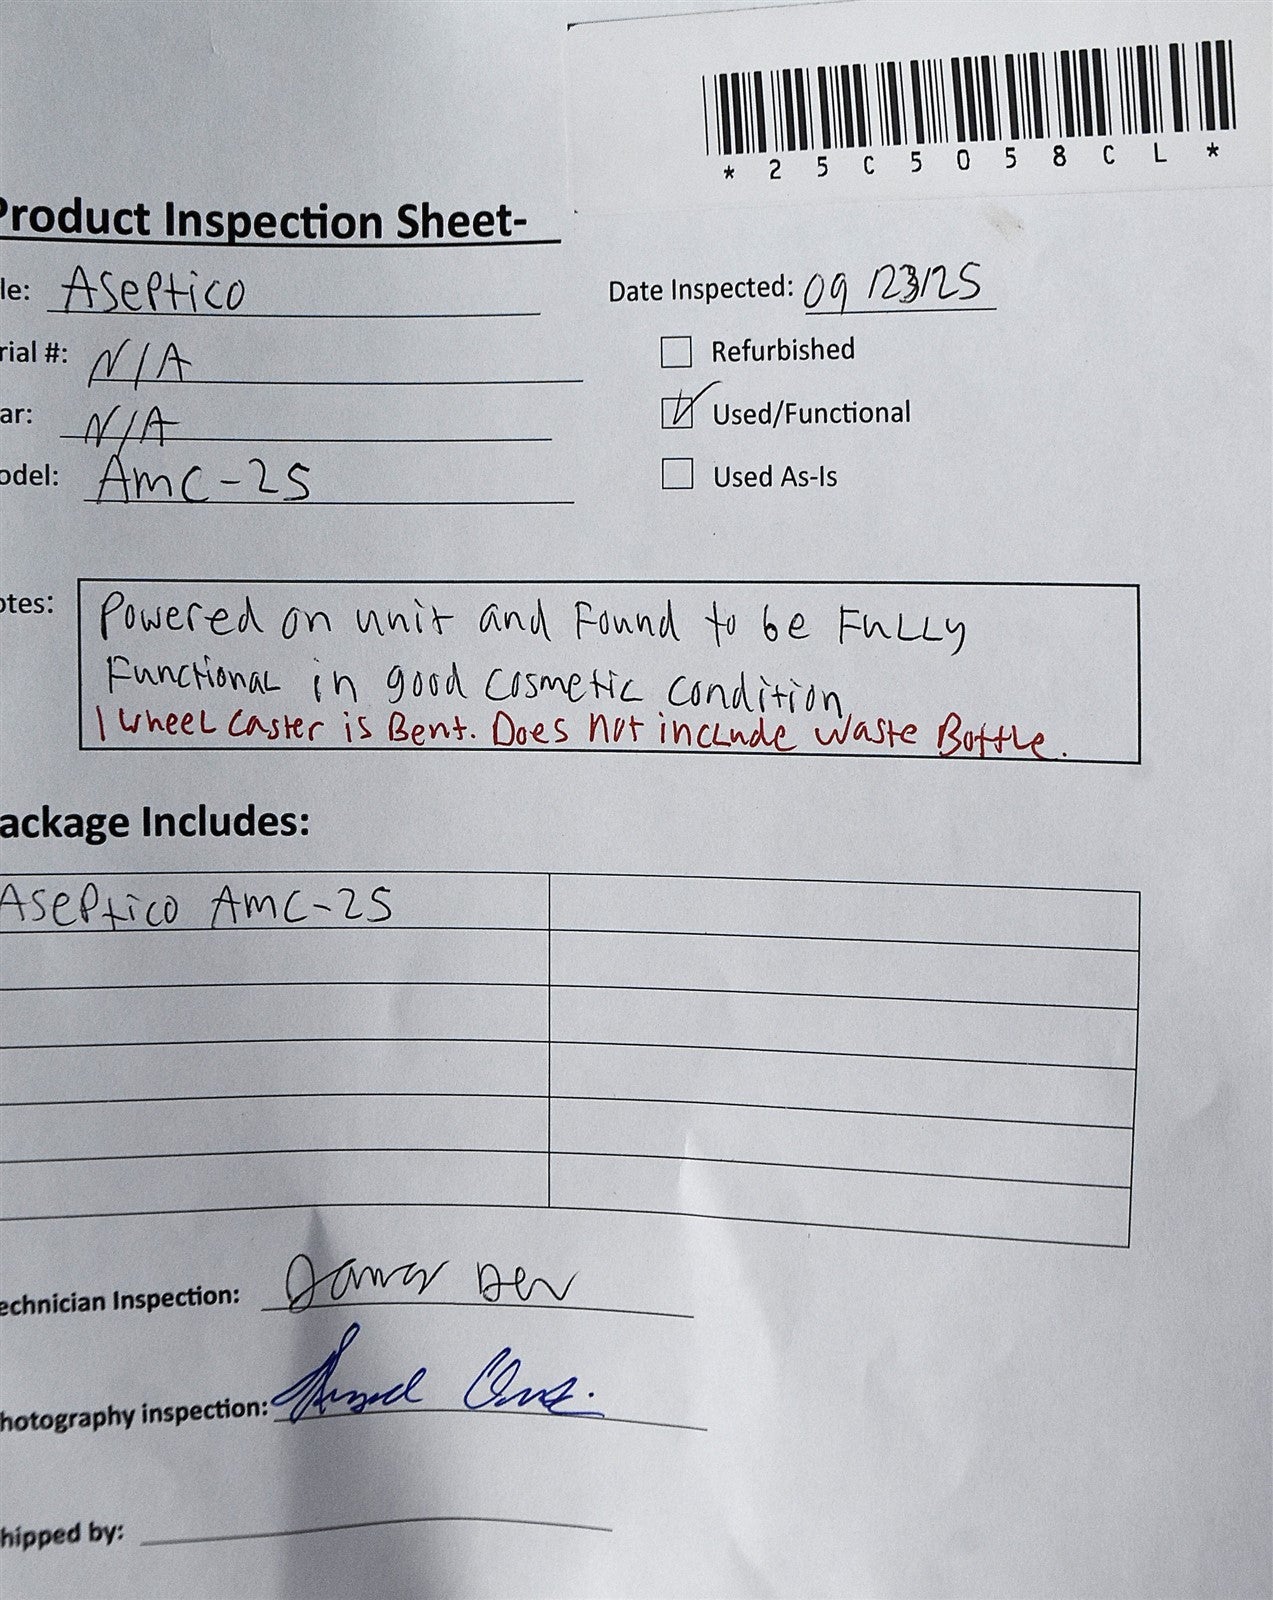 *25C5058CL*
Product Inspection Sheet-
le: Aseptico
Date Inspected: 09/23/25
rial #: N/A
Refurbished
ar: N/A
Used/Functional
odel: AMC-25
Used As-Is
otes: Powered on unit and Found to be Fully
Functional in good cosmetic condition
1 wheel caster is Bent. Does not include waste Bottle.
ackage Includes:
Aseptico AMC-25
echnician Inspection:
hotography inspection:
hipped by: